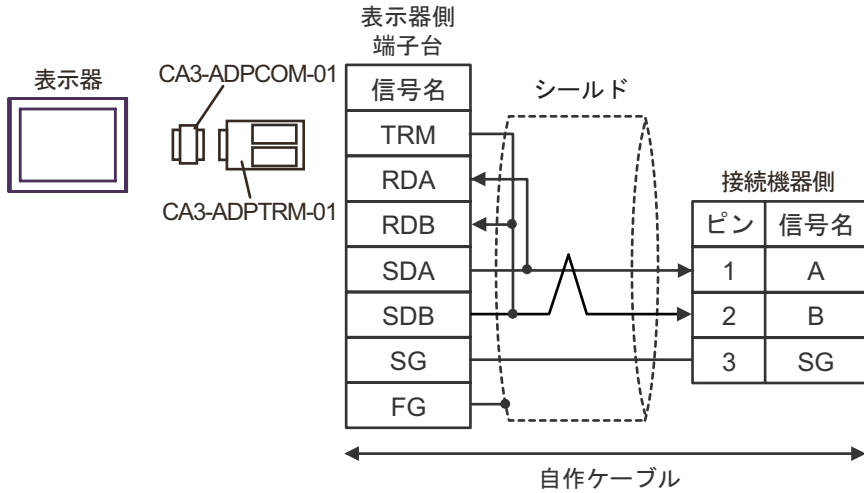 表示器側
端子台
表示器
CA3-ADPCOM-01
CA3-ADPTRM-01
信号名
TRM
RDA
RDB
SDA
SDB
SG
FG
シールド
接続機器側
ピン 信号名
1 A
2 B
3 SG
自作ケーブル